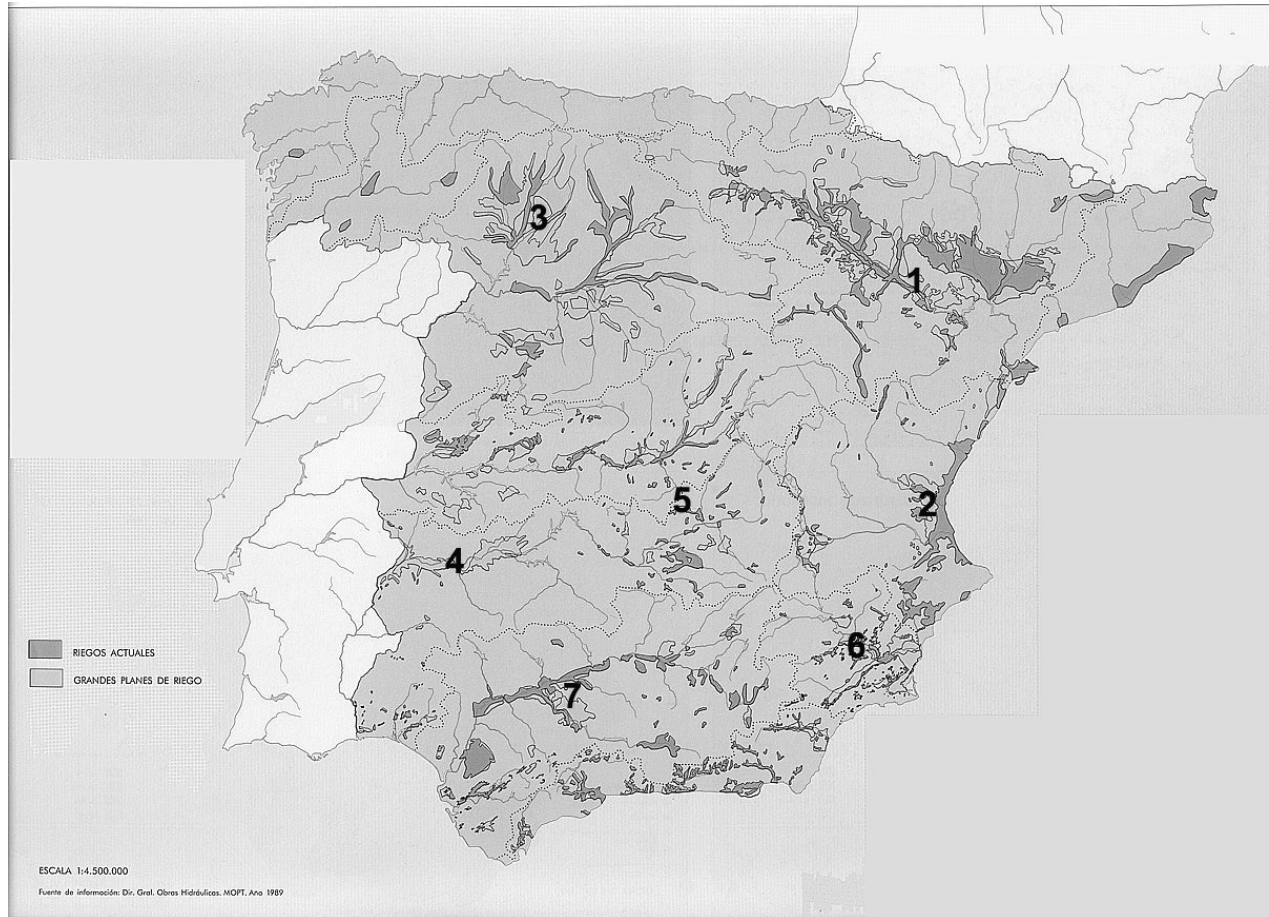 3
1
5
2
4
RIEGOS ACTUALES
6
GRANDES PLANES DE RIEGO
7
ESCALA 1:4.500.000
Fuente de información: Dir. Gral. Obras Hidráulicas. MOPT. Ano 1989